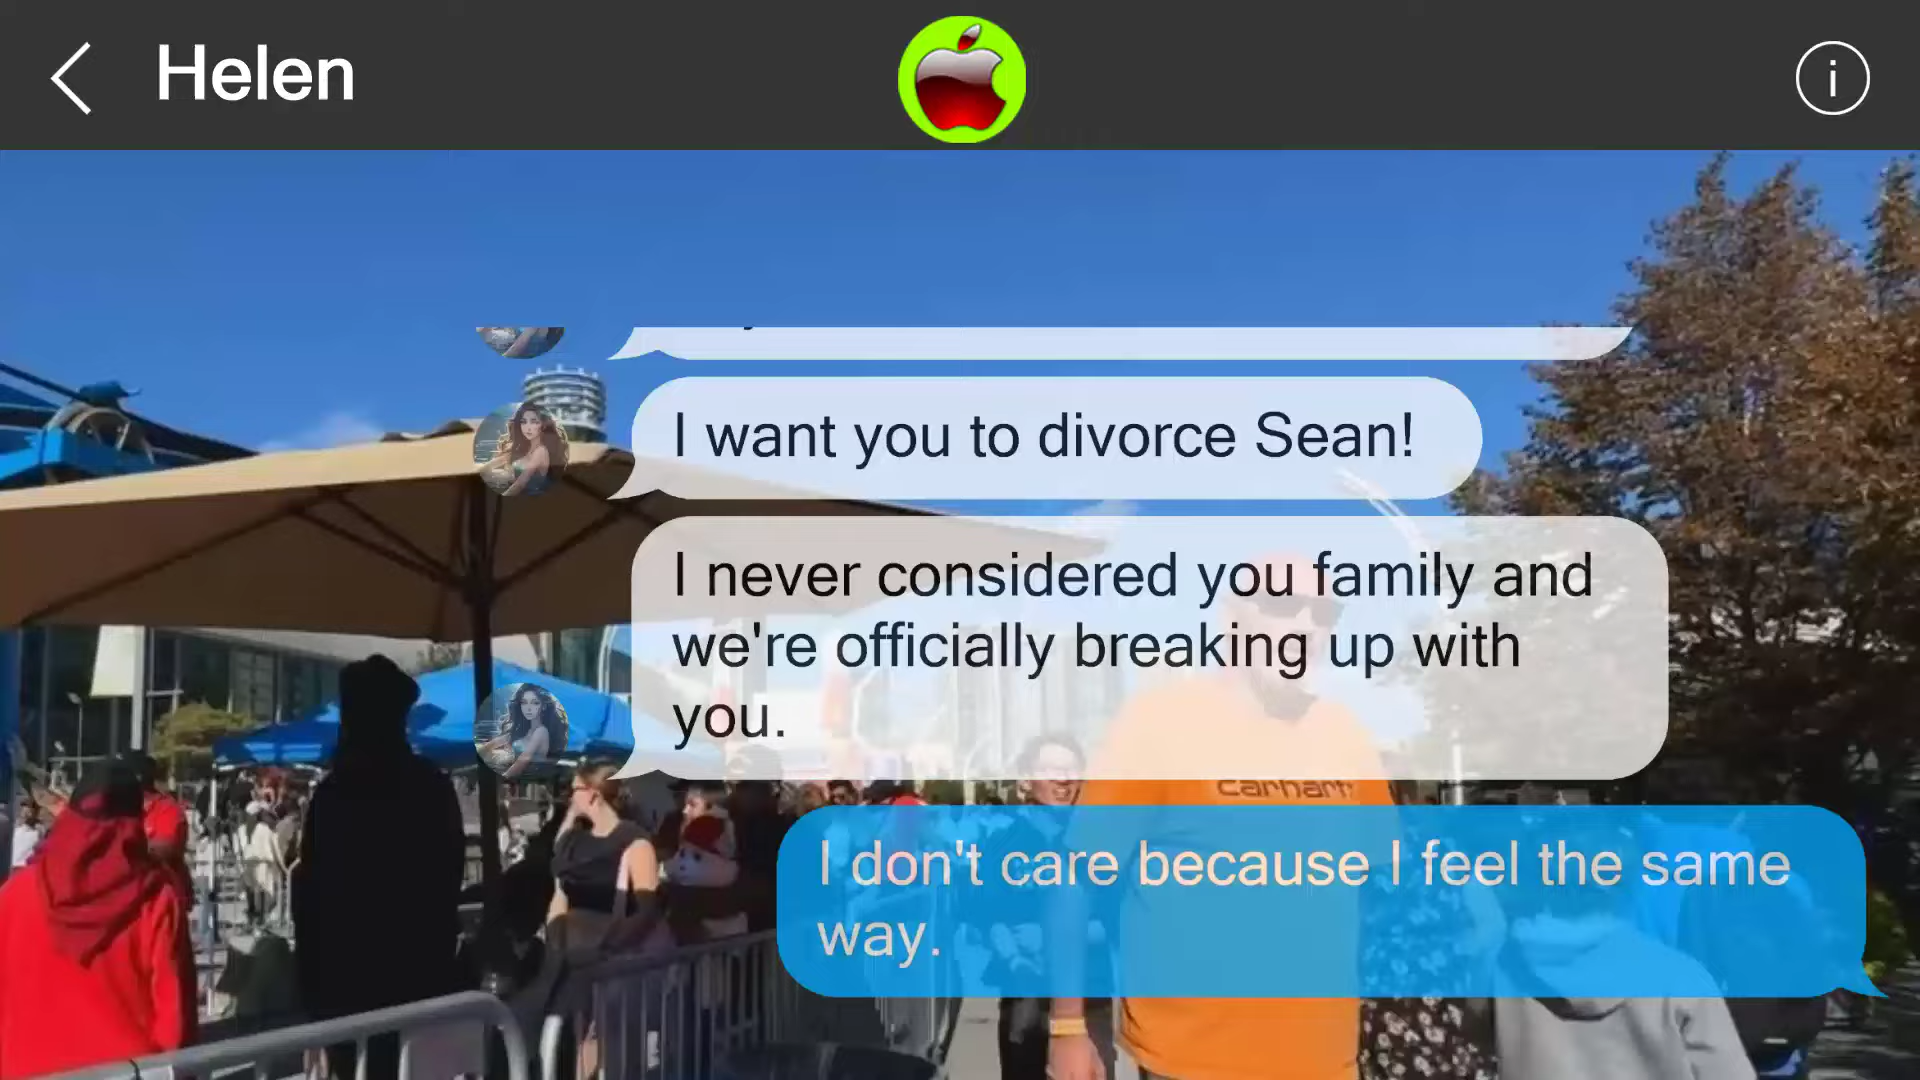 Helen
i
I want you to divorce Sean!
I never considered you family and
we're officially breaking up with
you.
carhartt
I don't care because I feel the same
way.